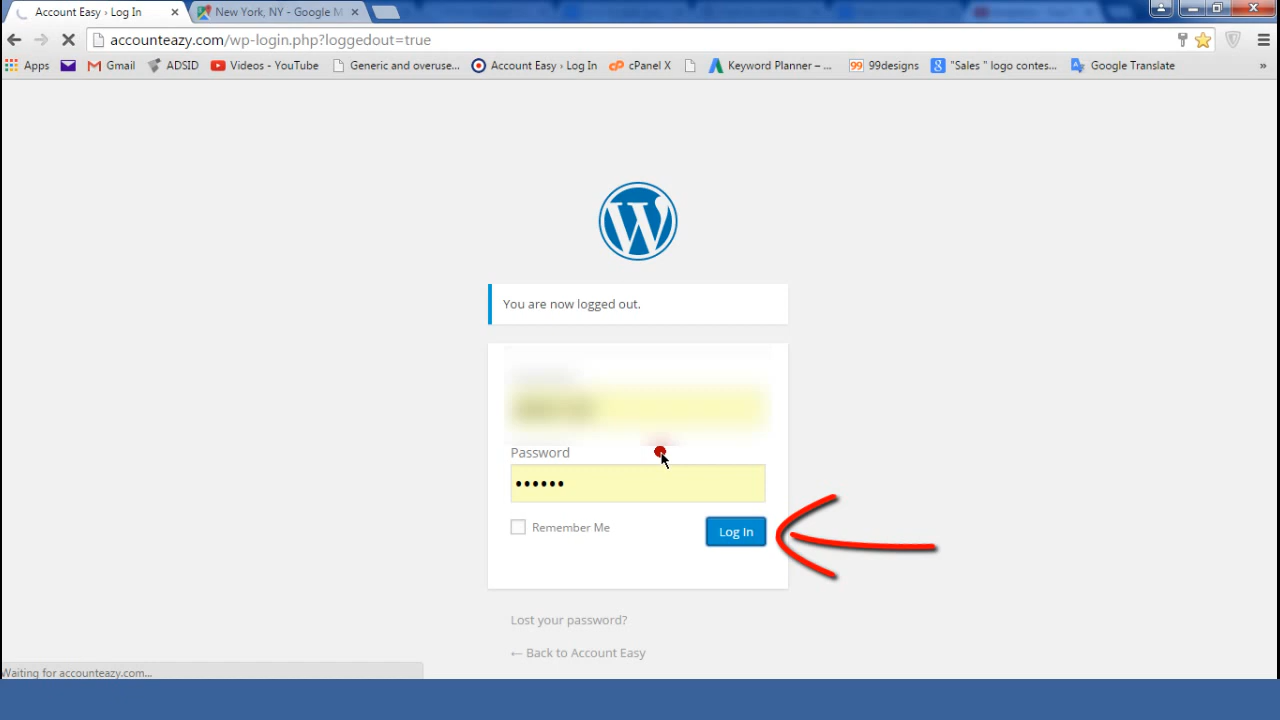 Account Easy › Log In
New York, NY - Google M
accounteazy.com/wp-login.php?loggedout=true
Apps Gmail ADSID Videos - YouTube Generic and overuse... Account Easy › Log In cPanel X Keyword Planner – ... 99designs "Sales " logo contes... Google Translate »
You are now logged out.
Password
Remember Me
Log In
Lost your password?
← Back to Account Easy
Waiting for accounteazy.com...